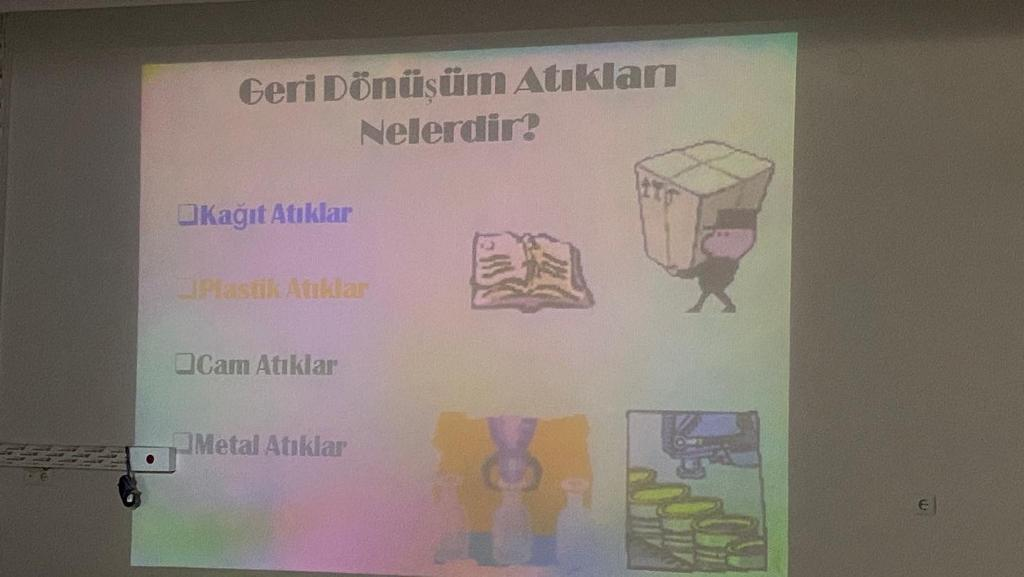 Geri Dönüşüm Atıkları
Nelerdir?
Kağıt Atıklar
Plastik Atıklar
Cam Atıklar
Metal Atıklar